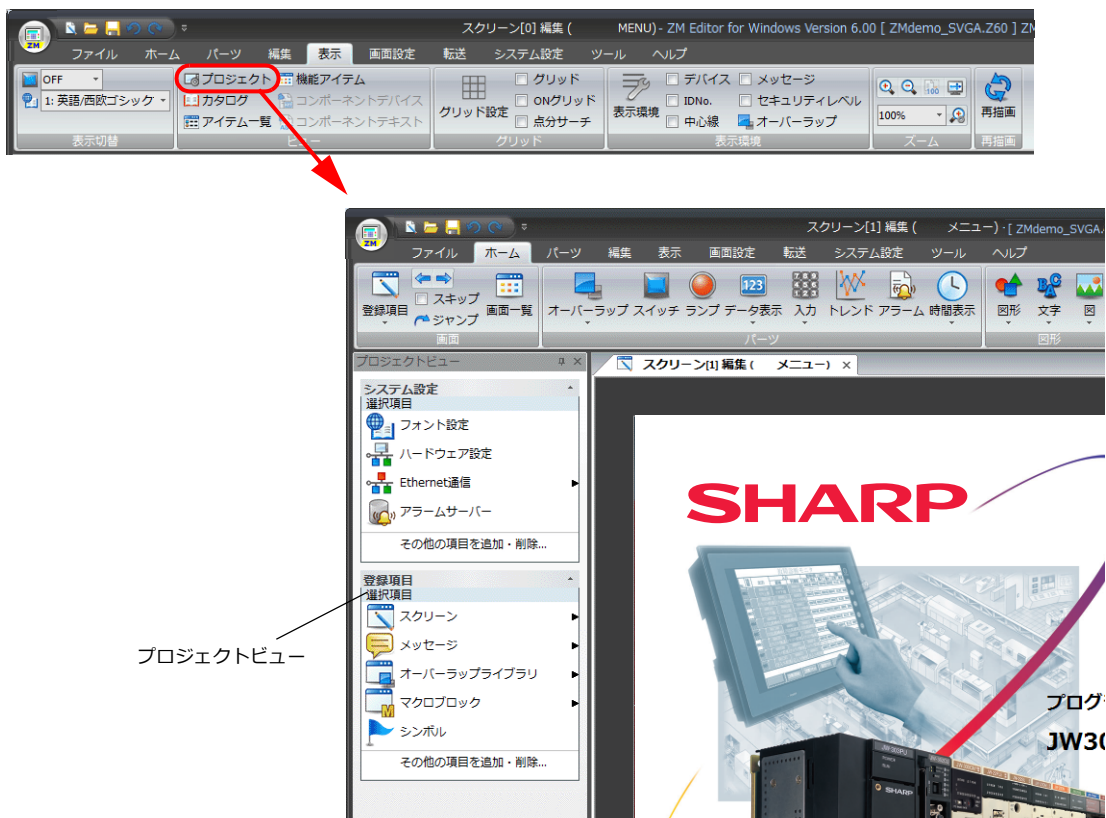 スクリーン[0] 編集 (　　MENU) - ZM Editor for Windows Version 6.00 [ ZMdemo_SVGA.Z60 ] ZM
ZM
ファイル　ホーム　パーツ　編集　表示　画面設定　転送　システム設定　ツール　ヘルプ
OFF　プロジェクト　機能アイテム　グリッド　デバイス　メッセージ
1: 英語/西欧ゴシック　カタログ　コンポーネントデバイス　グリッド設定　ONグリッド　表示環境　IDNo.　セキュリティレベル　100　再描画
アイテム一覧　コンポーネントテキスト　点分サーチ　中心線　オーバーラップ　100%
表示切替　ビュー　グリッド　表示環境　ズーム　再描画
スクリーン[1] 編集 (　　メニュー) - [ ZMdemo_SVGA.
ZM
ファイル　ホーム　パーツ　編集　表示　画面設定　転送　システム設定　ツール　ヘルプ
登録項目　スキップ　ジャンプ　画面一覧　オーバーラップ　スイッチ　ランプ　123　データ表示　入力　トレンド　アラーム　時間表示　図形　文字　図
画面　パーツ　図形
プロジェクトビュー
スクリーン[1] 編集 (　　メニュー)
システム設定
選択項目
フォント設定
ハードウェア設定
Ethernet通信
アラームサーバー
その他の項目を追加・削除...
登録項目
選択項目
スクリーン
メッセージ
オーバーラップライブラリ
マクロブロック
シンボル
その他の項目を追加・削除...
プロジェクトビュー
SHARP
プログ
JW30
SHARP